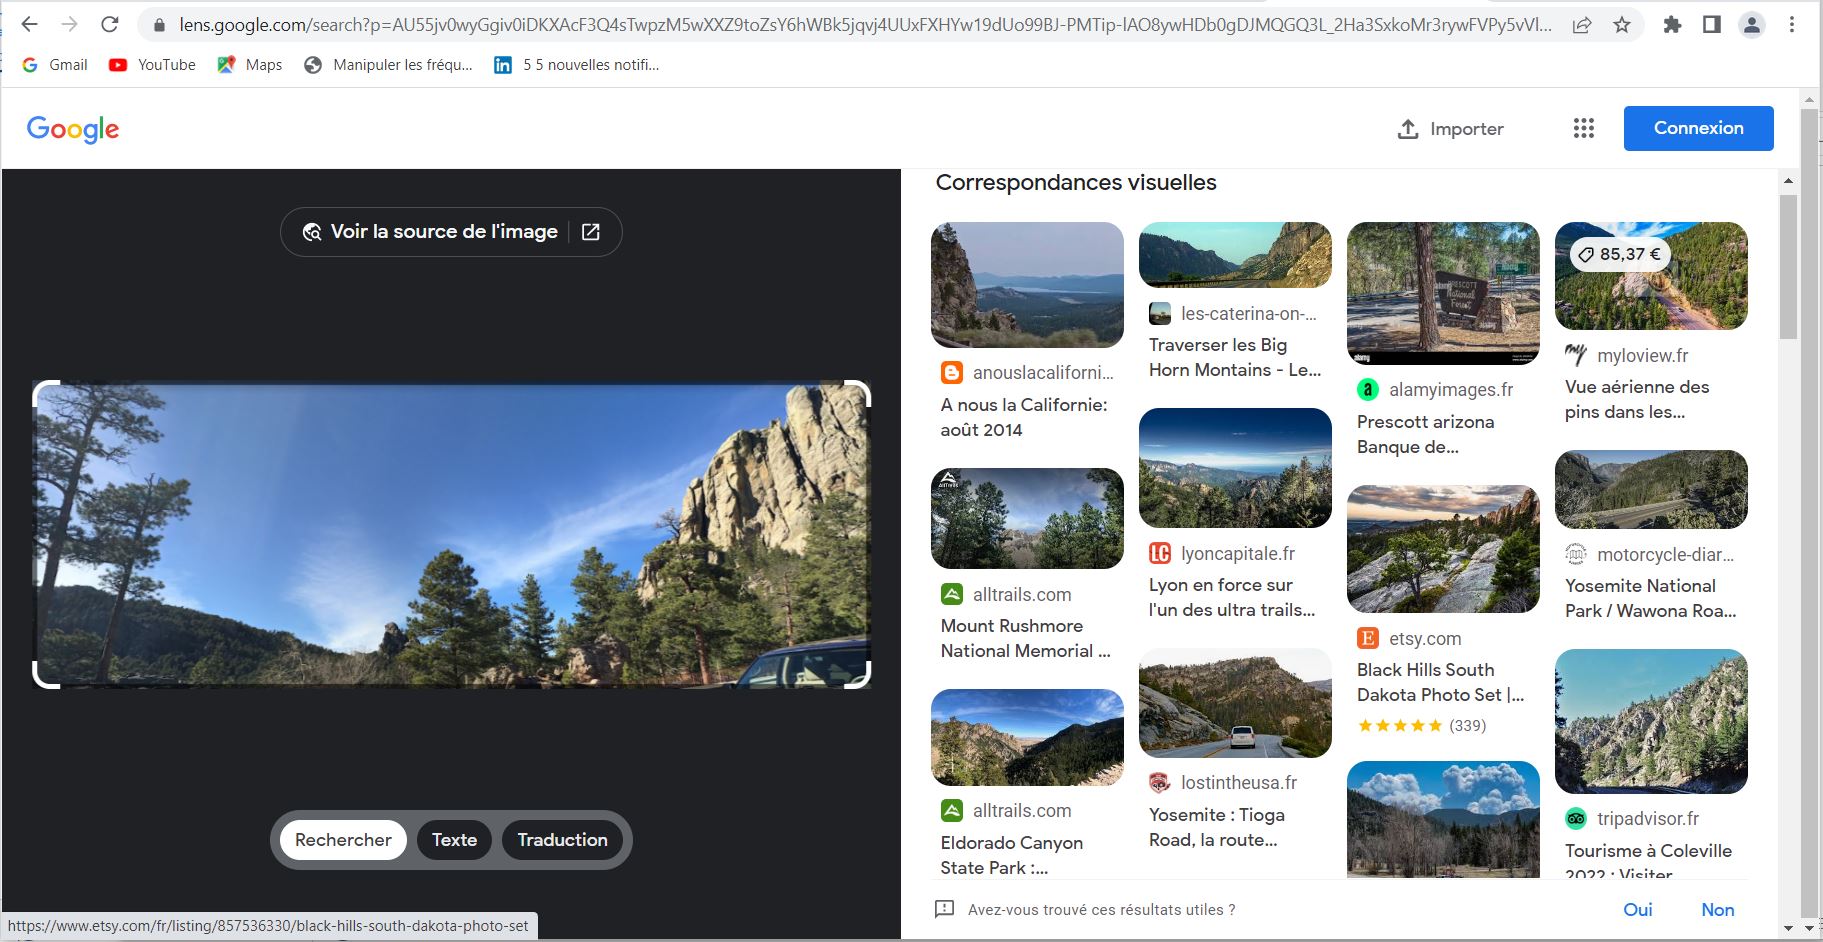 lens.google.com/search?p=AU55jv0wyGgiv0iDKXAcF3Q4sTwpzM5wXXZ9toZsY6hWBk5jqvj4UUxFXHYw19dUo99BJ-PMTip-lAO8ywHDb0gDJMQGQ3L_2Ha3SxkoMr3rywFVPy5vVl...
Gmail YouTube Maps Manipuler les fréqu... 5 5 nouvelles notifi...
Google
Importer
Connexion
Voir la source de l'image
Rechercher Texte Traduction
https://www.etsy.com/fr/listing/857536330/black-hills-south-dakota-photo-set
Correspondances visuelles
anouslacaliforni...
A nous la Californie:
août 2014
AllTrails
alltrails.com
Mount Rushmore
National Memorial ...
alltrails.com
Eldorado Canyon
State Park :...
les-caterina-on-...
Traverser les Big
Horn Montains - Le...
lyoncapitale.fr
Lyon en force sur
l'un des ultra trails...
lostintheusa.fr
Yosemite : Tioga
Road, la route...
PRESCOTT
National
Forest
alamy
alamyimages.fr
Prescott arizona
Banque de...
etsy.com
Black Hills South
Dakota Photo Set |...
(339)
85,37 €
myloview.fr
Vue aérienne des
pins dans les...
motorcycle-diar...
Yosemite National
Park / Wawona Roa...
tripadvisor.fr
Tourisme à Coleville
2022 : Visiter
Avez-vous trouvé ces résultats utiles ?
Oui Non